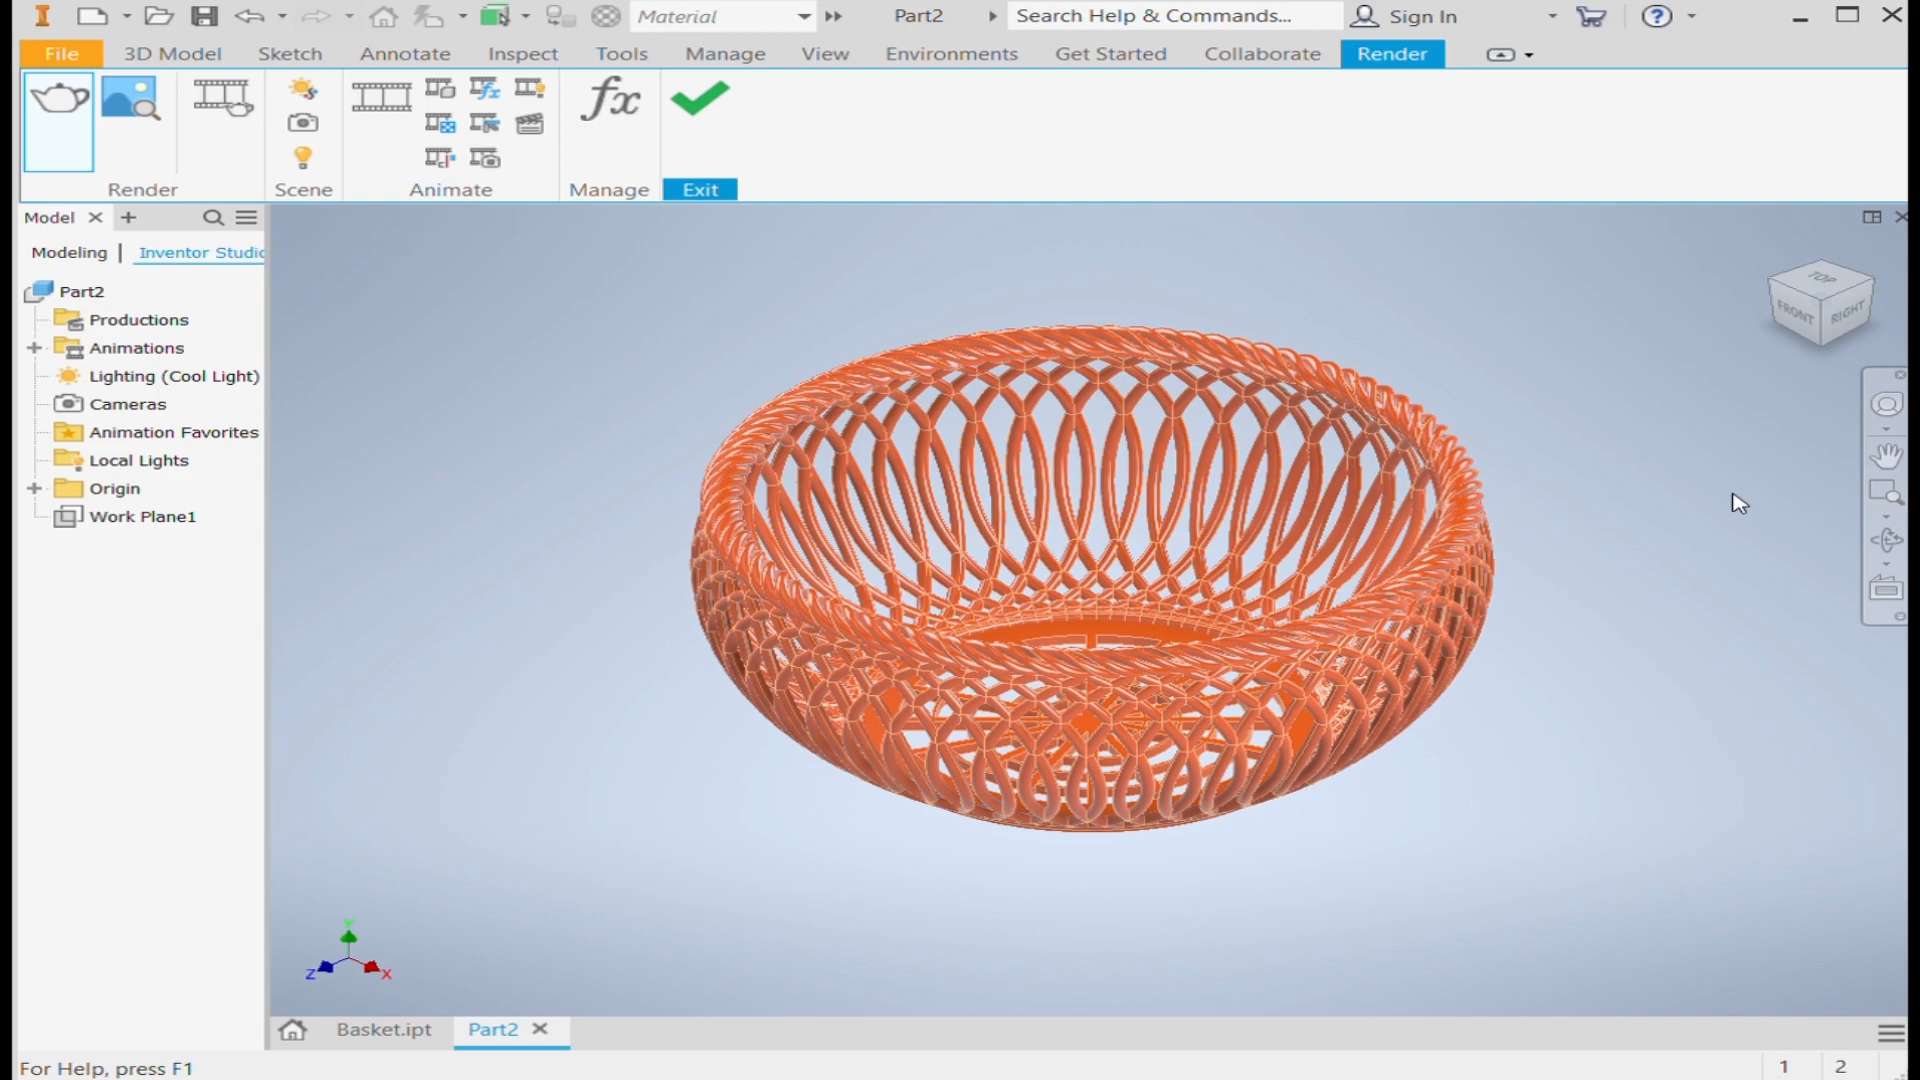 Material
Part2
Search Help & Commands...
Sign In
File
3D Model
Sketch
Annotate
Inspect
Tools
Manage
View
Environments
Get Started
Collaborate
Render
fx
Render
Scene
Animate
Manage
Exit
Model
Modeling
Inventor Studio
Part2
Productions
Animations
Lighting (Cool Light)
Cameras
Animation Favorites
Local Lights
Origin
Work Plane1
TOP
FRONT
RIGHT
Y
Z
X
Basket.ipt
Part2
For Help, press F1
1
2